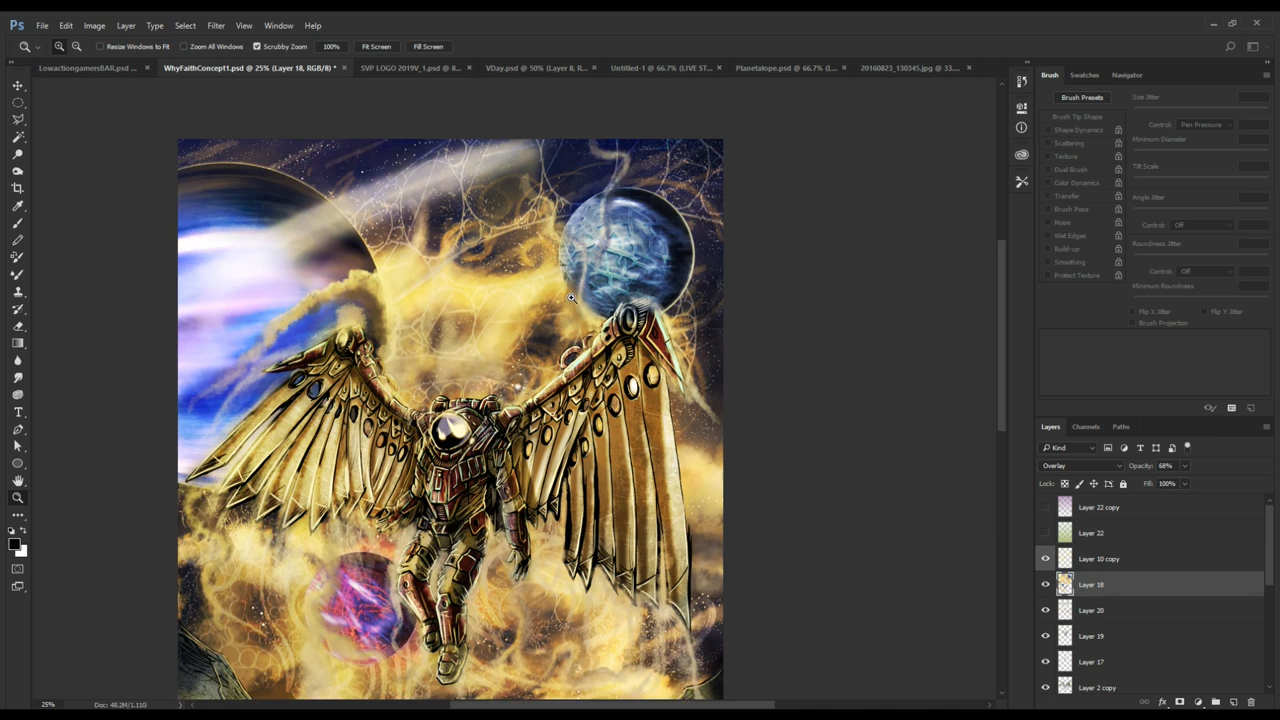 Ps File Edit Image Layer Type Select Filter View Window Help
Resize Windows to Fit Zoom All Windows Scrubby Zoom 100% Fit Screen Fill Screen
LowactiongamersBAR.psd ... × WhyFaithConcept1.psd @ 25% (Layer 18, RGB/8) * × SVP LOGO 2019V_1.psd @ 8... × VDay.psd @ 50% (Layer 8, R... × Untitled-1 @ 66.7% (LIVE ST... × Planetalope.psd @ 66.7% (L... × 20160823_130345.jpg @ 33.... ×
Brush Swatches Navigator
Brush Presets
Size Jitter
Brush Tip Shape
Shape Dynamics
Scattering
Texture
Dual Brush
Color Dynamics
Transfer
Brush Pose
Noise
Wet Edges
Build-up
Smoothing
Protect Texture
Control: Pen Pressure
Minimum Diameter
Tilt Scale
Angle Jitter
Control: Off
Roundness Jitter
Control: Off
Minimum Roundness
Flip X Jitter Flip Y Jitter
Brush Projection
Layers Channels Paths
Kind
Overlay Opacity: 68%
Lock: Fill: 100%
Layer 22 copy
Layer 22
Layer 10 copy
Layer 18
Layer 20
Layer 19
Layer 17
Layer 2 copy
25% Doc: 48.2M/1.11G